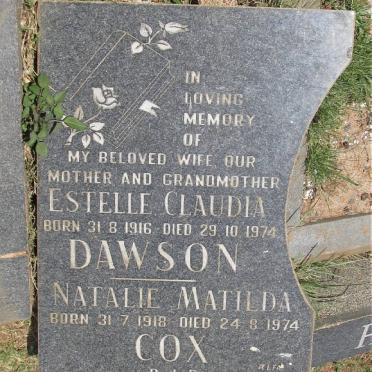 IN
LOVING
MEMORY
OF
MY BELOVED WIFE, OUR
MOTHER AND GRANDMOTHER
ESTELLE CLAUDIA
BORN 31 8 1916 DIED 29 10 1974
DAWSON
NATALIE MATILDA
BORN 31 7 1918 DIED 24 8 1974
COX